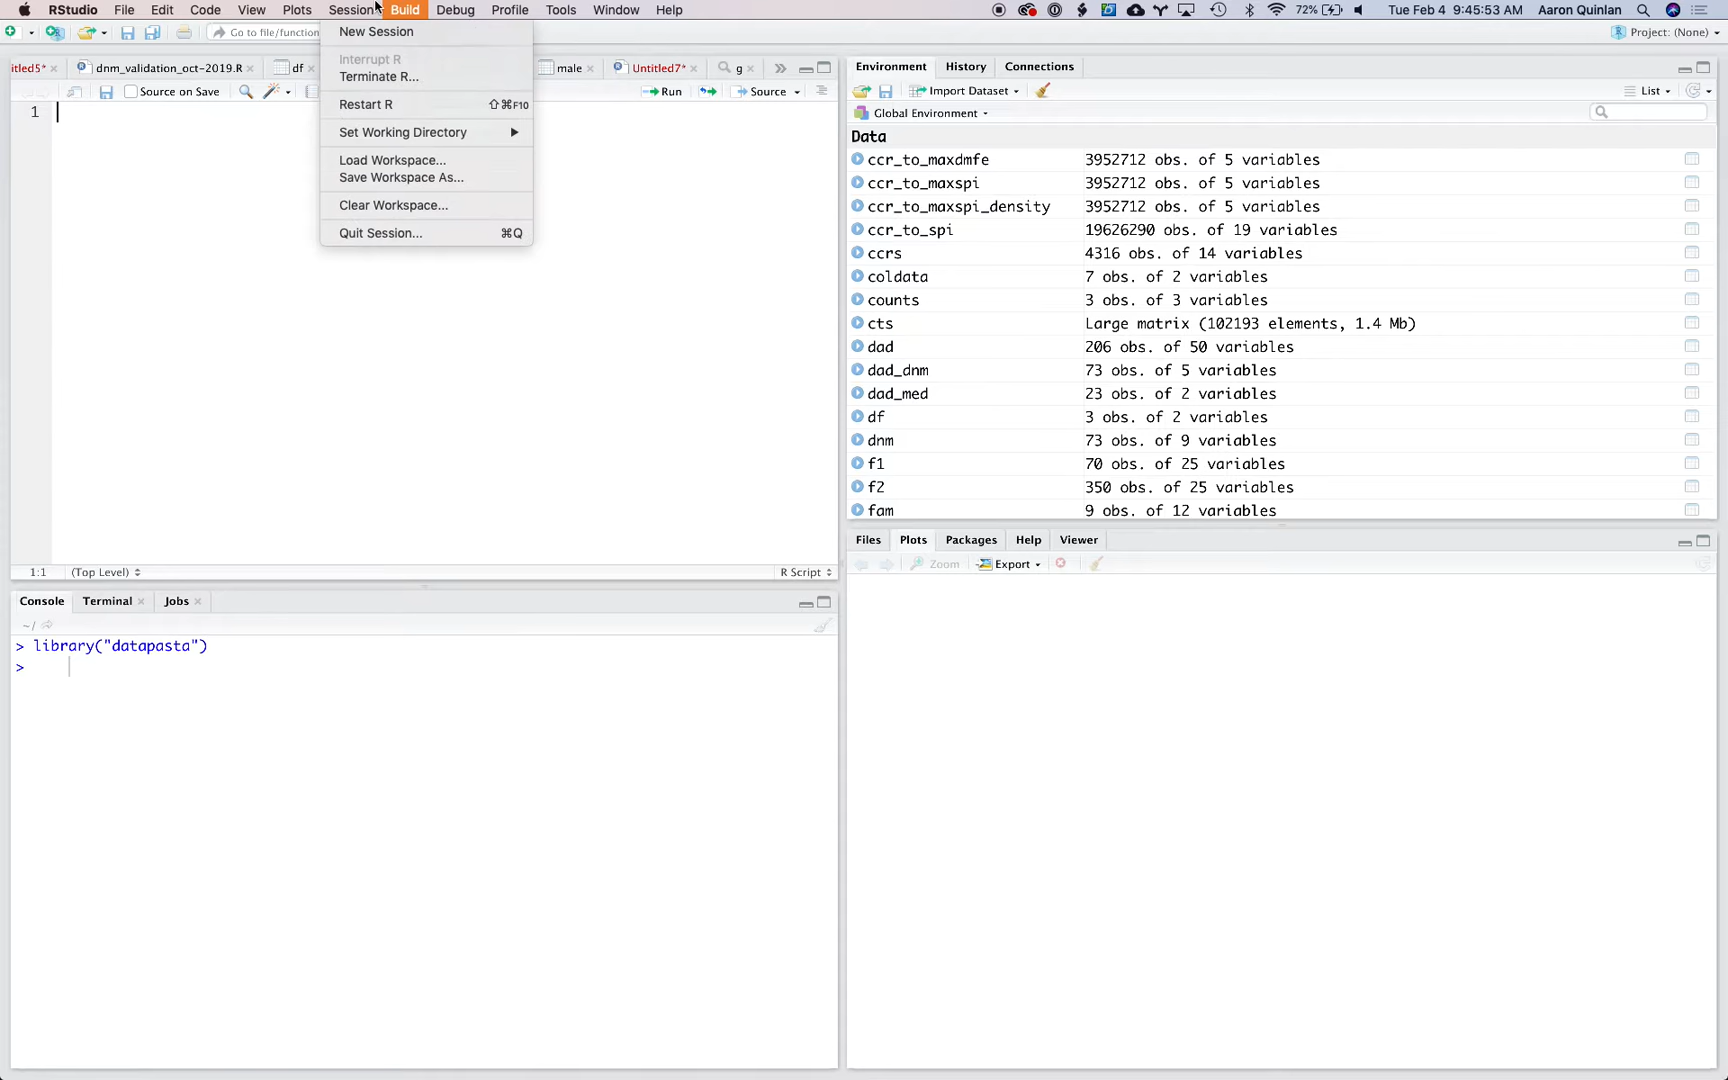 RStudio File Edit Code View Plots Session Build Debug Profile Tools Window Help 72% Tue Feb 4 9:45:53 AM Aaron Quinlan
Go to file/function
Project: (None)
New Session
Interrupt R
Terminate R...
Restart R ⇧⌘F10
Set Working Directory
Load Workspace...
Save Workspace As...
Clear Workspace...
Quit Session... ⌘Q
itled5* dnm_validation_oct-2019.R df male Untitled7* g
Source on Save Run Source
1
1:1 (Top Level) R Script
Console Terminal Jobs
~/
> library("datapasta")
>
Environment History Connections
Import Dataset List
Global Environment
Data
ccr_to_maxdmfe 3952712 obs. of 5 variables
ccr_to_maxspi 3952712 obs. of 5 variables
ccr_to_maxspi_density 3952712 obs. of 5 variables
ccr_to_spi 19626290 obs. of 19 variables
ccrs 4316 obs. of 14 variables
coldata 7 obs. of 2 variables
counts 3 obs. of 3 variables
cts Large matrix (102193 elements, 1.4 Mb)
dad 206 obs. of 50 variables
dad_dnm 73 obs. of 5 variables
dad_med 23 obs. of 2 variables
df 3 obs. of 2 variables
dnm 73 obs. of 9 variables
f1 70 obs. of 25 variables
f2 350 obs. of 25 variables
fam 9 obs. of 12 variables
Files Plots Packages Help Viewer
Zoom Export